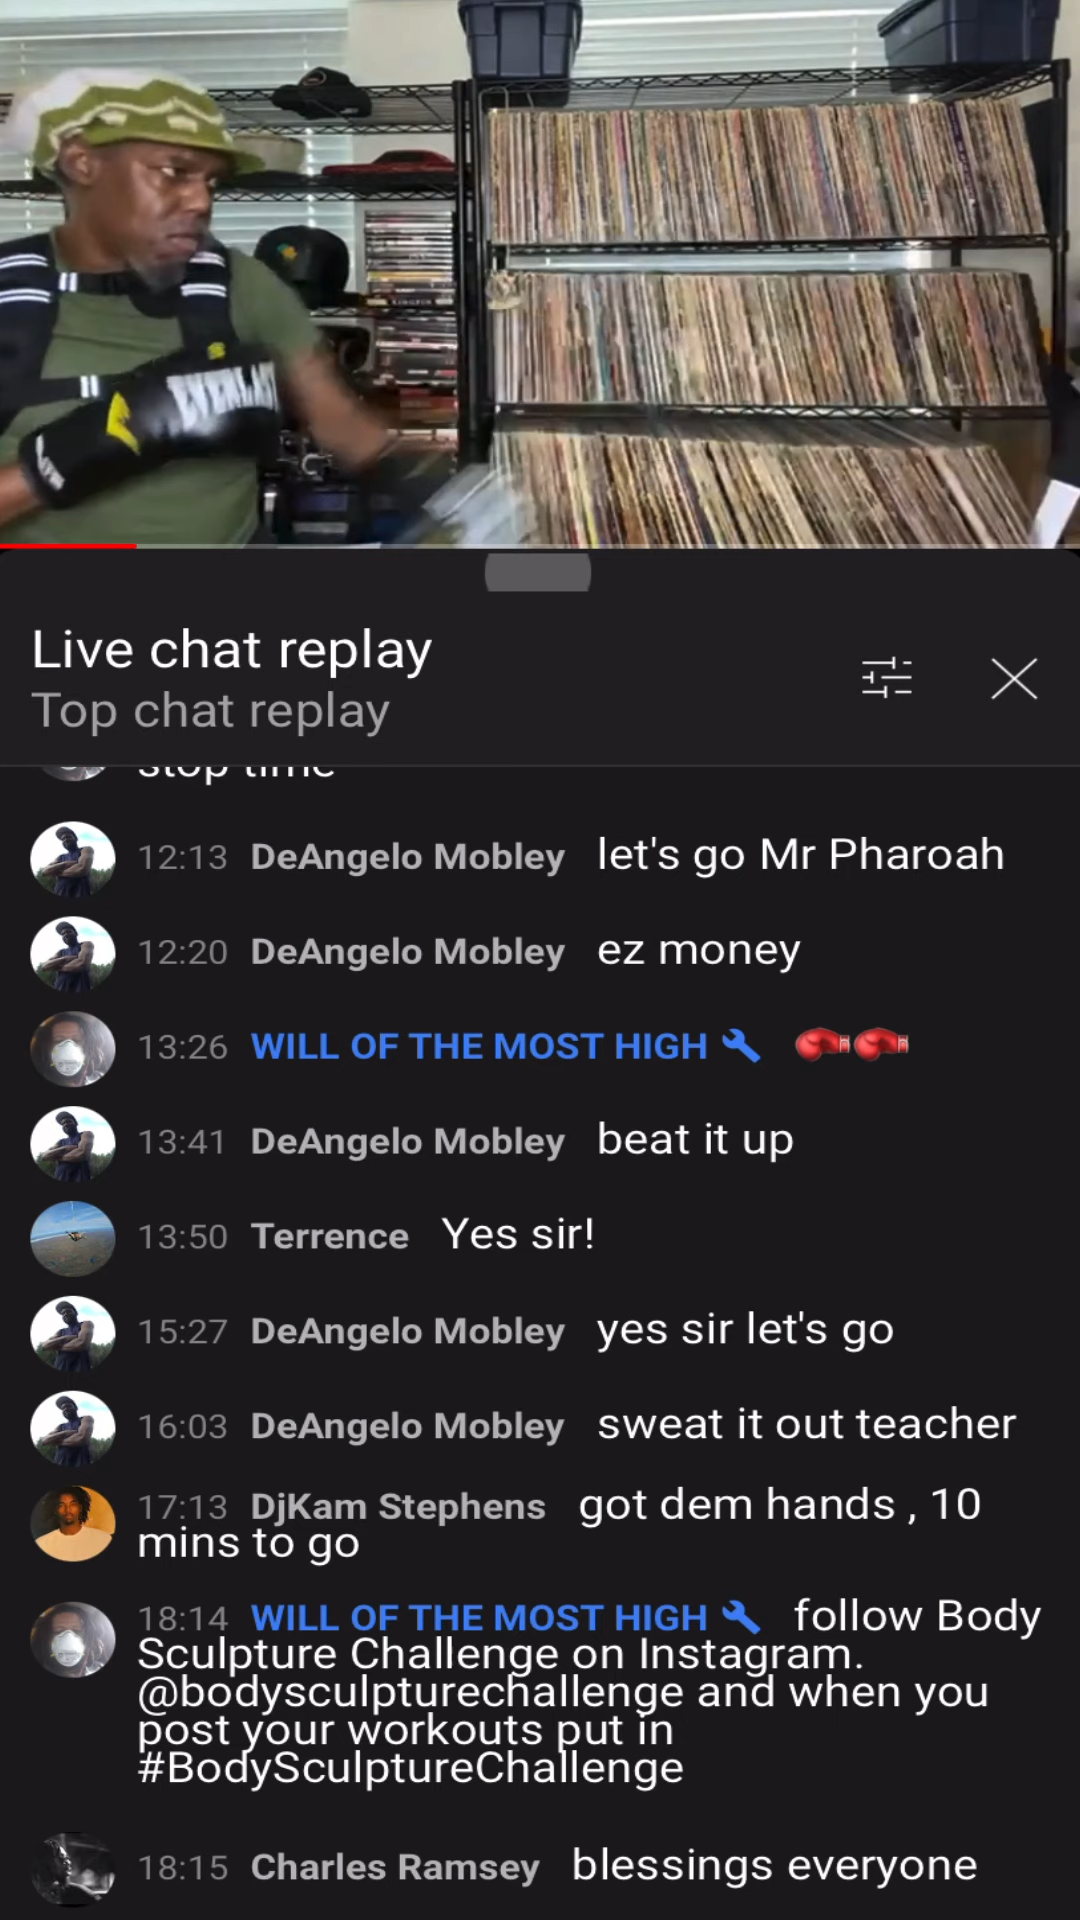 EVERLAST
ELITE
Live chat replay
Top chat replay
stop time
12:13 DeAngelo Mobley let's go Mr Pharoah
12:20 DeAngelo Mobley ez money
13:26 WILL OF THE MOST HIGH 🔧 🥊🥊
13:41 DeAngelo Mobley beat it up
13:50 Terrence Yes sir!
15:27 DeAngelo Mobley yes sir let's go
16:03 DeAngelo Mobley sweat it out teacher
17:13 DjKam Stephens got dem hands , 10
mins to go
18:14 WILL OF THE MOST HIGH 🔧 follow Body
Sculpture Challenge on Instagram.
@bodysculpturechallenge and when you
post your workouts put in
#BodySculptureChallenge
18:15 Charles Ramsey blessings everyone